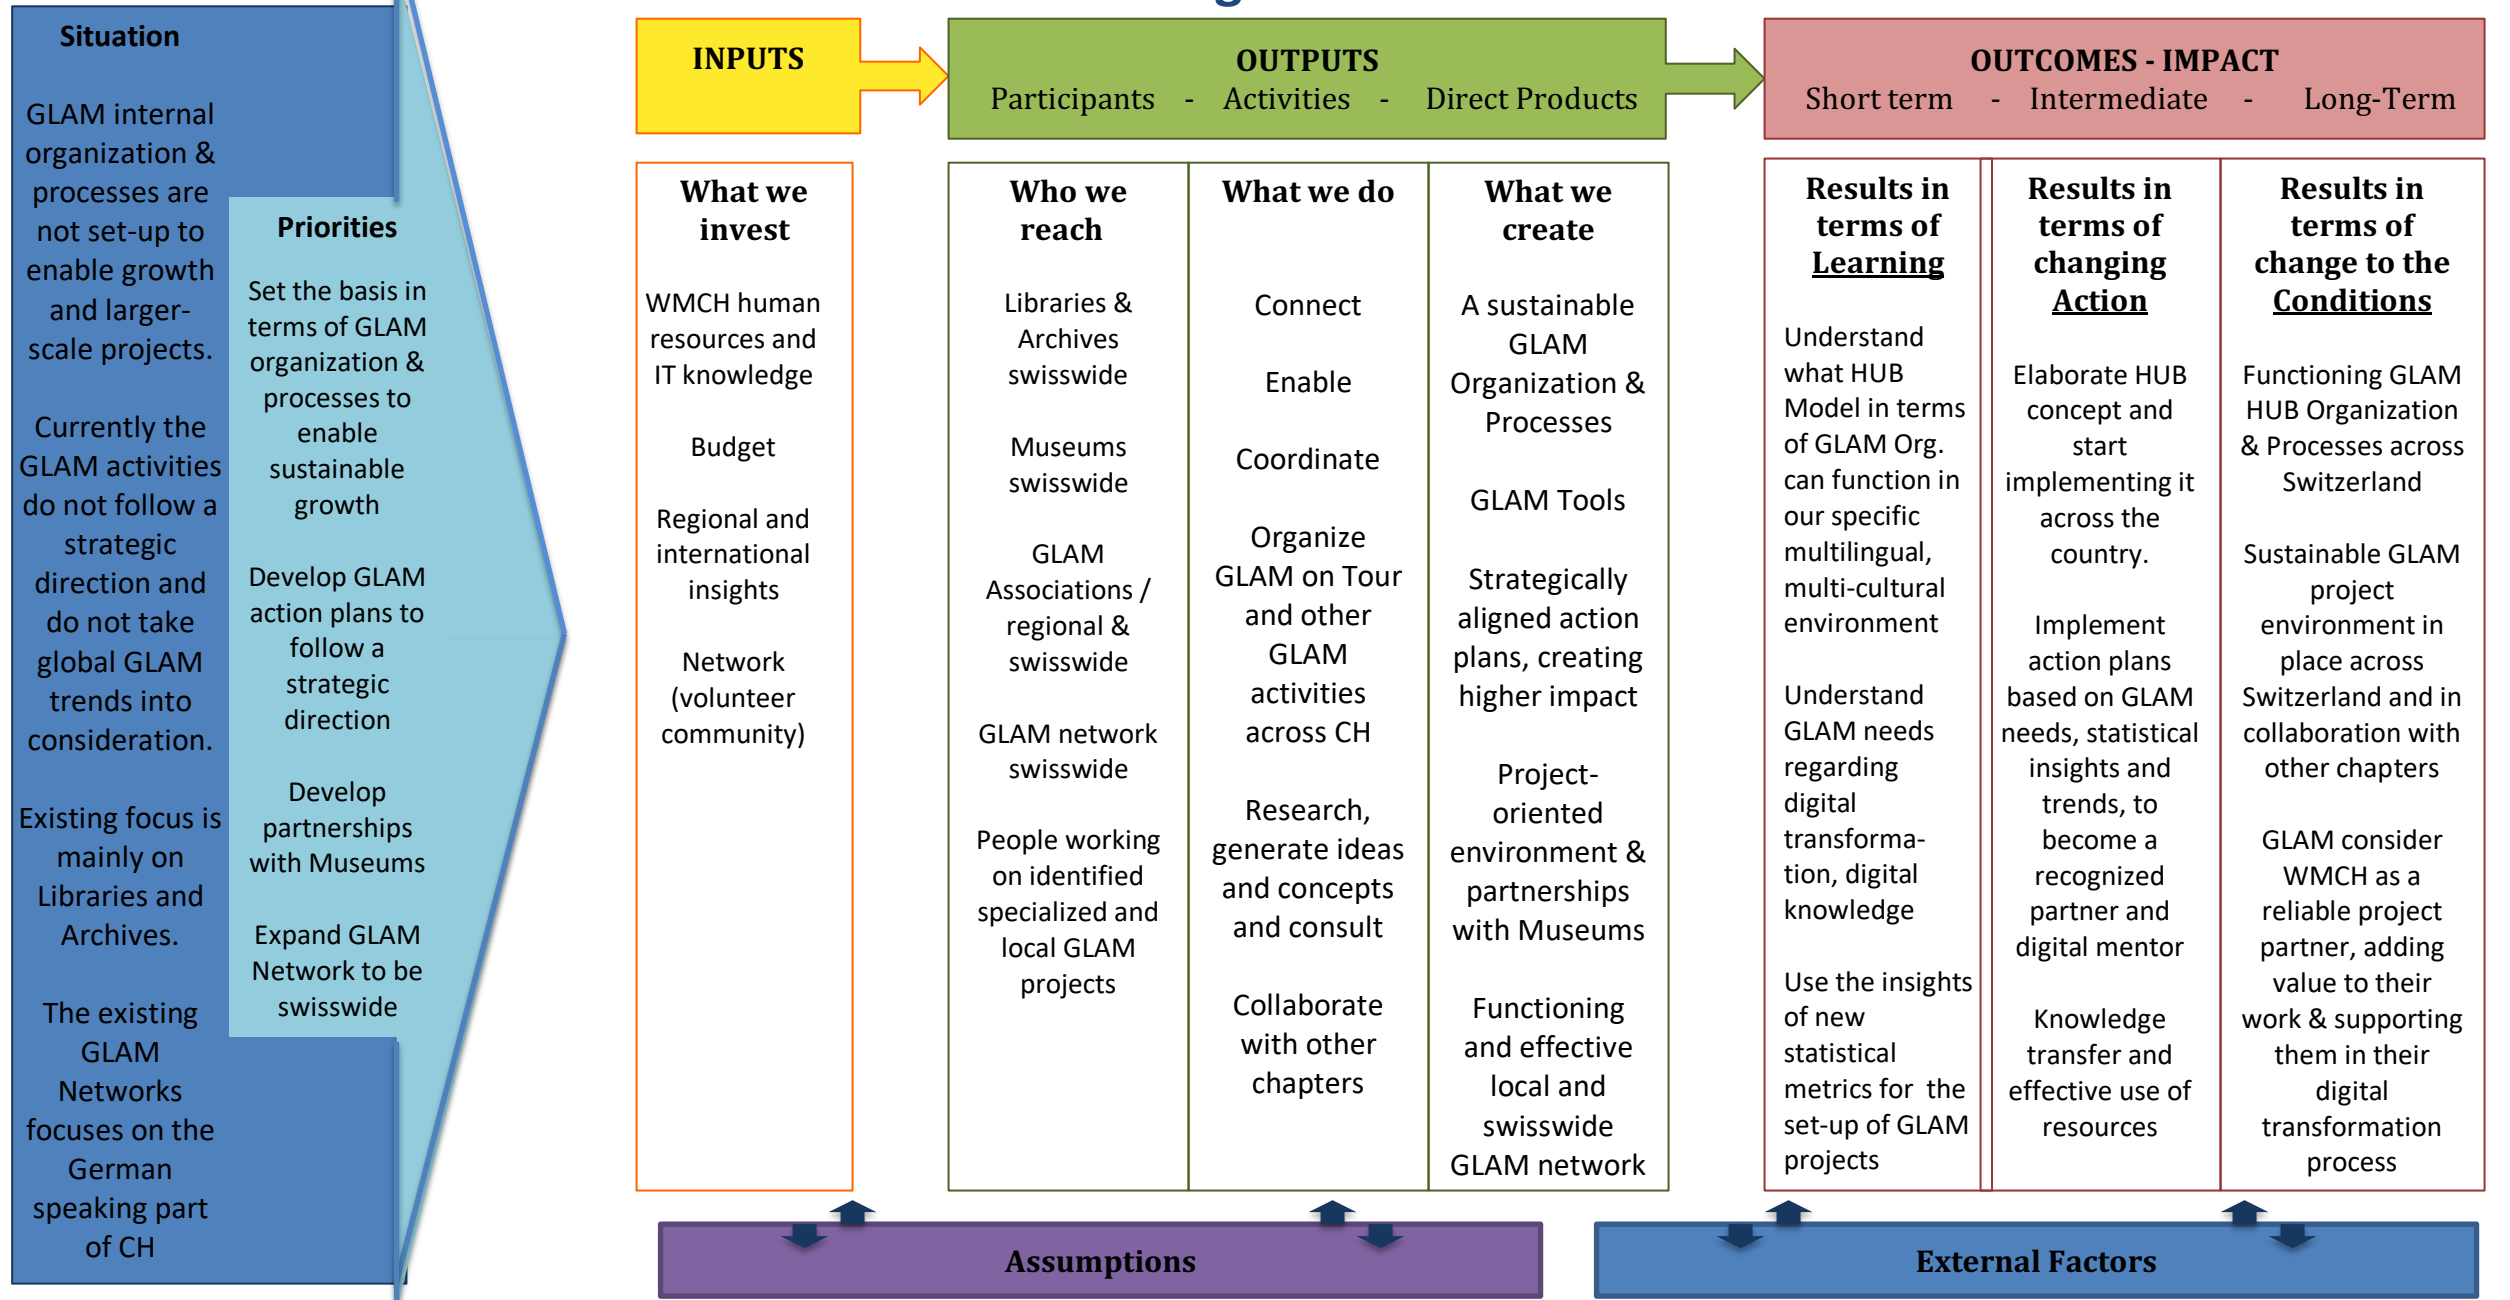 Situation
GLAM internal
organization &
processes are
not set-up to
enable growth
and larger-
scale projects.
Currently the
GLAM activities
do not follow a
strategic
direction and
do not take
global GLAM
trends into
consideration.
Existing focus is
mainly on
Libraries and
Archives.
The existing
GLAM
Networks
focuses on the
German
speaking part
of CH
Priorities
Set the basis in
terms of GLAM
organization &
processes to
enable
sustainable
growth
Develop GLAM
action plans to
follow a
strategic
direction
Develop
partnerships
with Museums
Expand GLAM
Network to be
swisswide
INPUTS
What we
invest
WMCH human
resources and
IT knowledge
Budget
Regional and
international
insights
Network
(volunteer
community)
OUTPUTS
Participants - Activities - Direct Products
Who we
reach
Libraries &
Archives
swisswide
Museums
swisswide
GLAM
Associations /
regional &
swisswide
GLAM network
swisswide
People working
on identified
specialized and
local GLAM
projects
What we do
Connect
Enable
Coordinate
Organize
GLAM on Tour
and other
GLAM
activities
across CH
Research,
generate ideas
and concepts
and consult
Collaborate
with other
chapters
What we
create
A sustainable
GLAM
Organization &
Processes
GLAM Tools
Strategically
aligned action
plans, creating
higher impact
Project-
oriented
environment &
partnerships
with Museums
Functioning
and effective
local and
swisswide
GLAM network
OUTCOMES - IMPACT
Short term - Intermediate - Long-Term
Results in
terms of
Learning
Understand
what HUB
Model in terms
of GLAM Org.
can function in
our specific
multilingual,
multi-cultural
environment
Understand
GLAM needs
regarding
digital
transforma-
tion, digital
knowledge
Use the insights
of new
statistical
metrics for the
set-up of GLAM
projects
Results in
terms of
changing
Action
Elaborate HUB
concept and
start
implementing it
across the
country.
Implement
action plans
based on GLAM
needs, statistical
insights and
trends, to
become a
recognized
partner and
digital mentor
Knowledge
transfer and
effective use of
resources
Results in
terms of
change to the
Conditions
Functioning GLAM
HUB Organization
& Processes across
Switzerland
Sustainable GLAM
project
environment in
place across
Switzerland and in
collaboration with
other chapters
GLAM consider
WMCH as a
reliable project
partner, adding
value to their
work & supporting
them in their
digital
transformation
process
Assumptions
External Factors